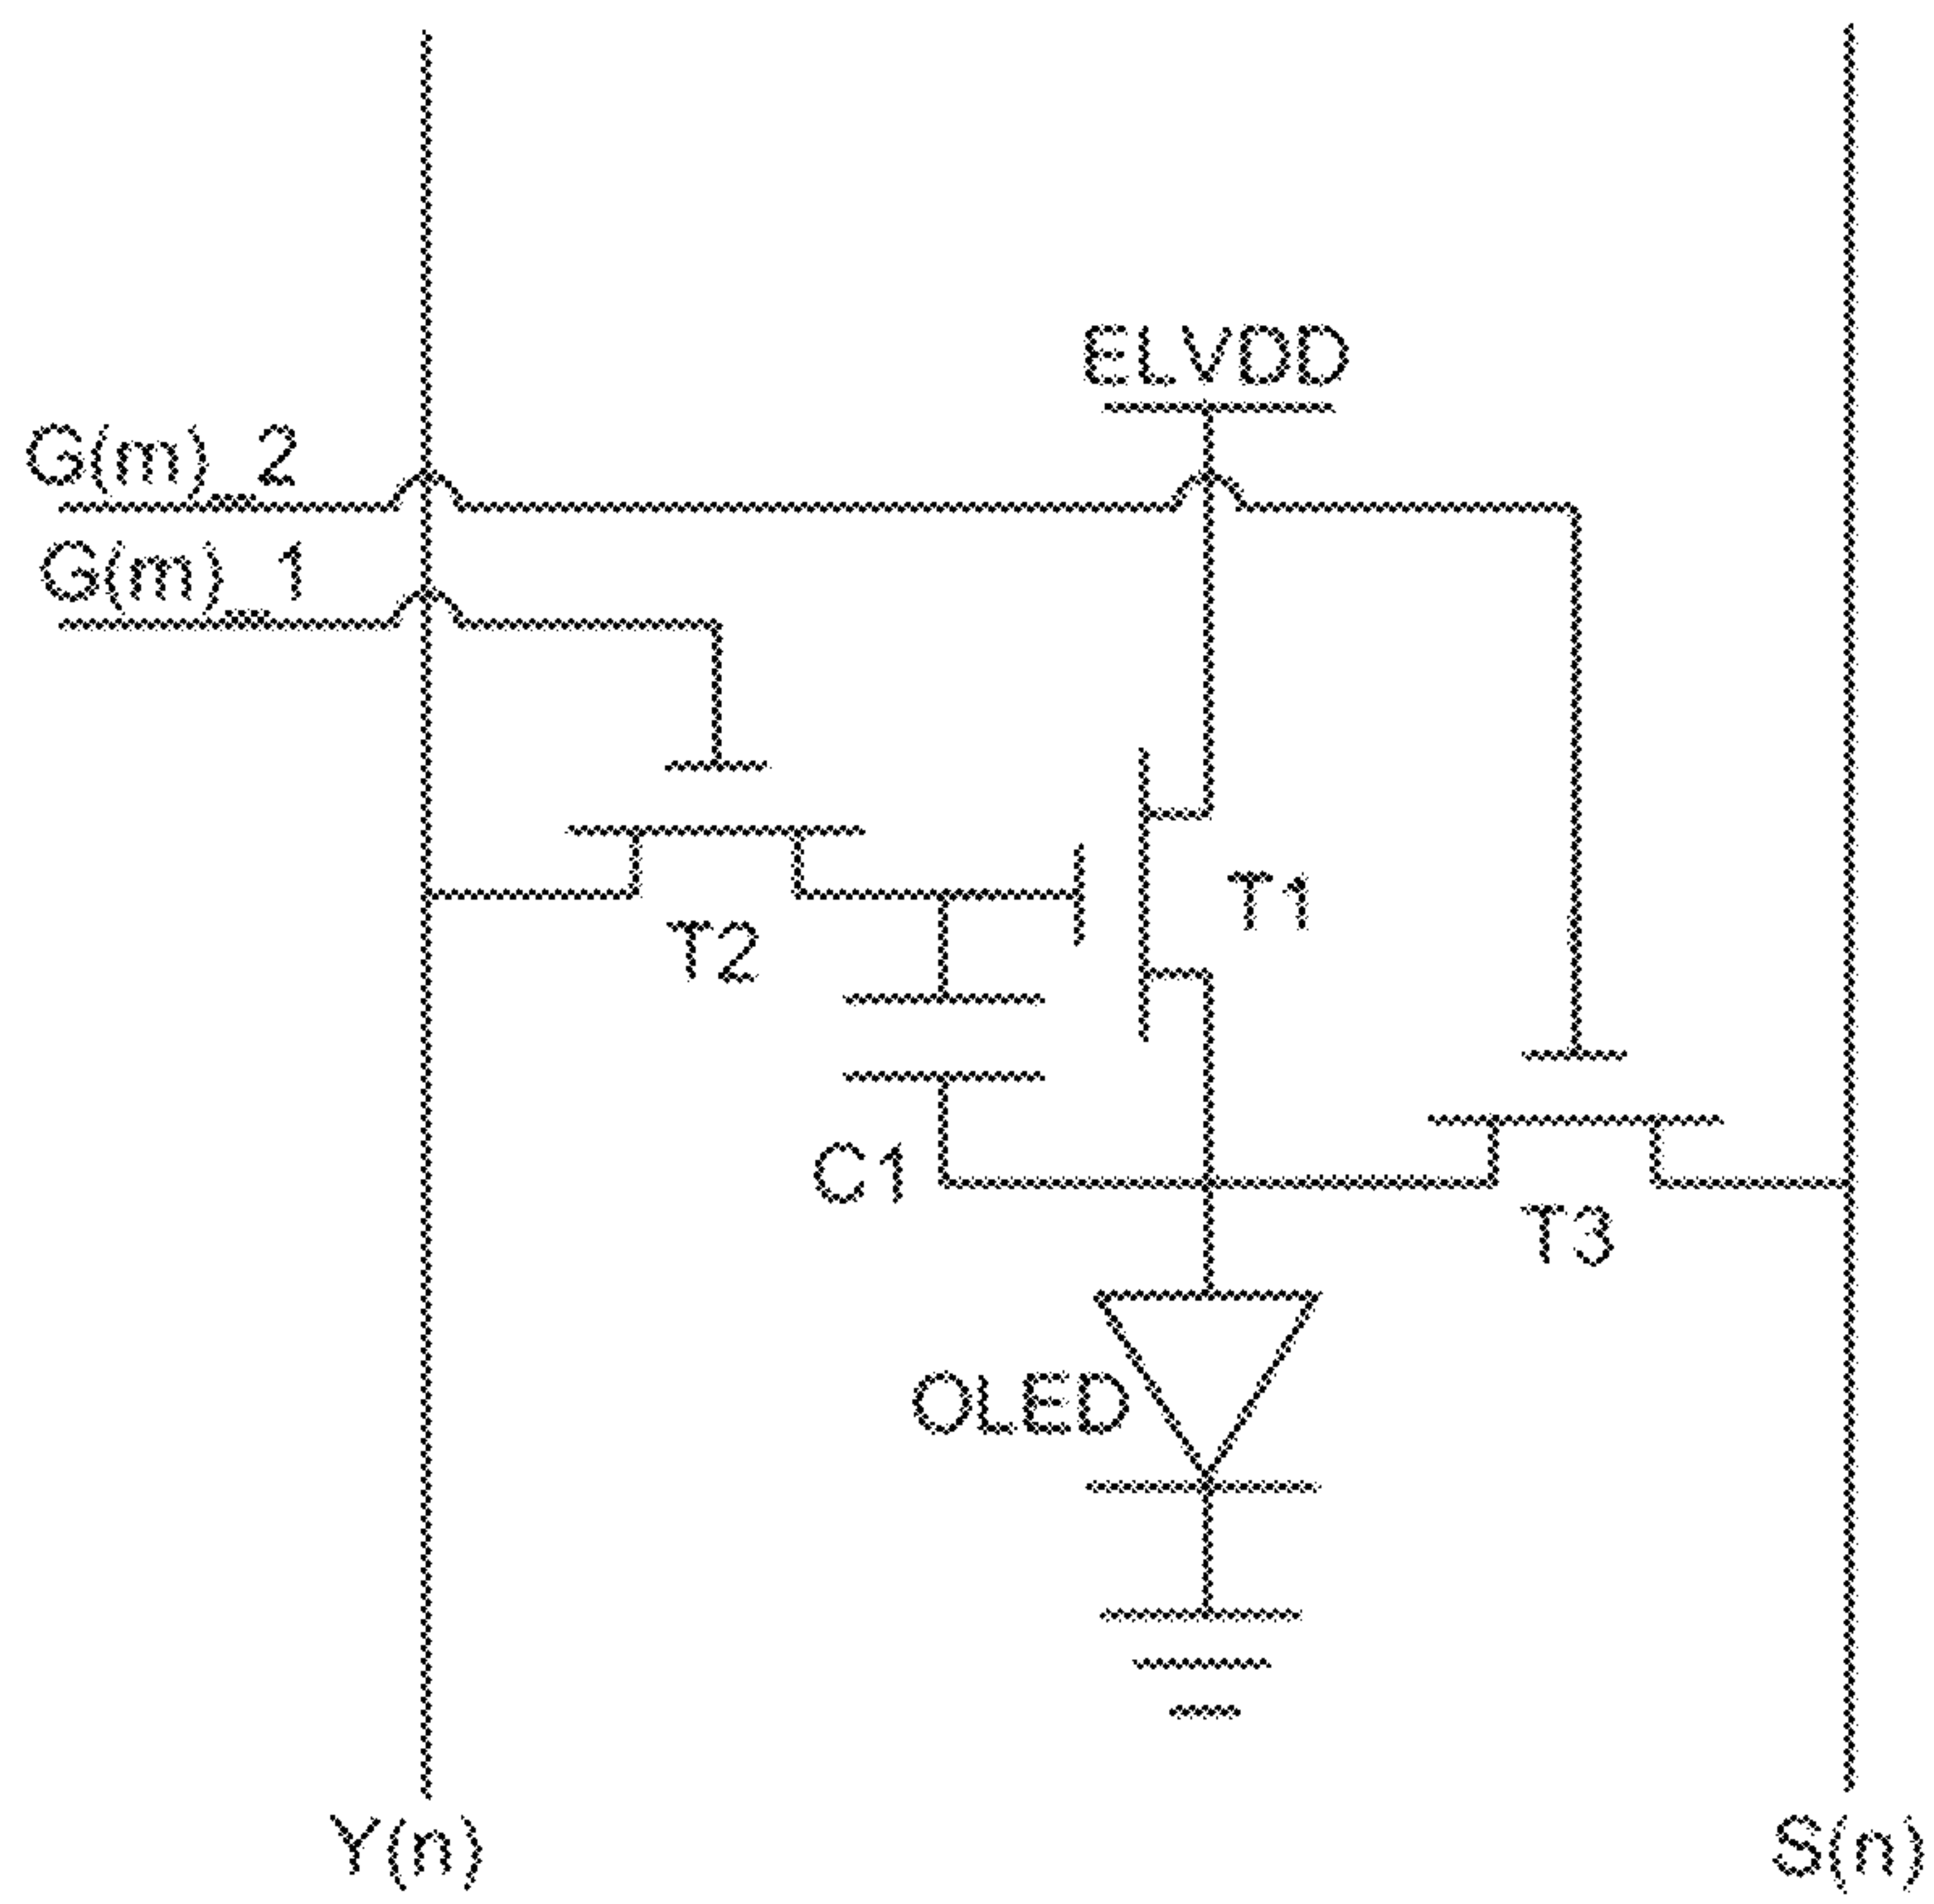 ELVDD
G(m)_2
G(m)_1
T1
T2
C1
T3
OLED
Y(n)
S(n)